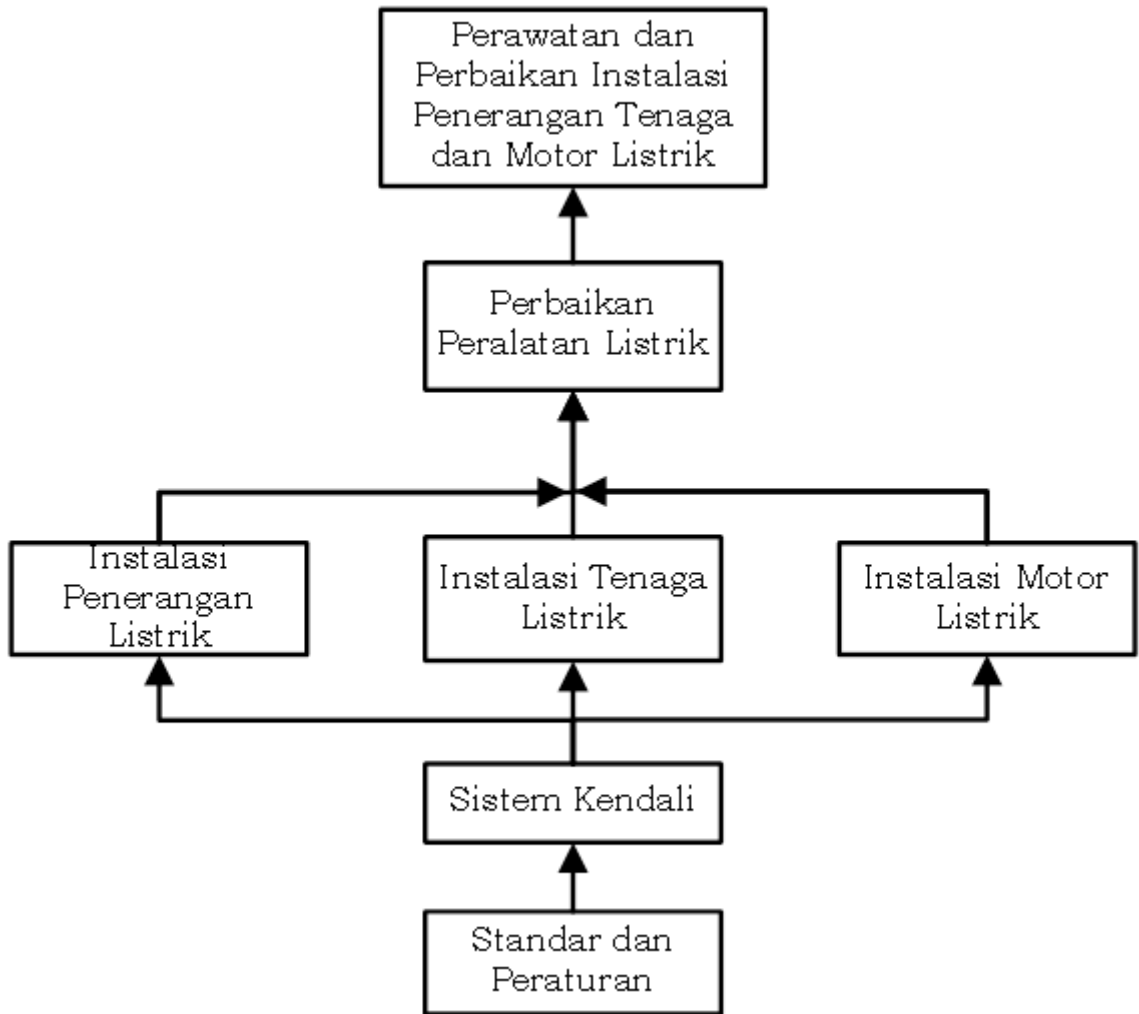 Perawatan dan
Perbaikan Instalasi
Penerangan Tenaga
dan Motor Listrik
Perbaikan
Peralatan Listrik
Instalasi
Penerangan
Listrik
Instalasi Tenaga
Listrik
Instalasi Motor
Listrik
Sistem Kendali
Standar dan
Peraturan